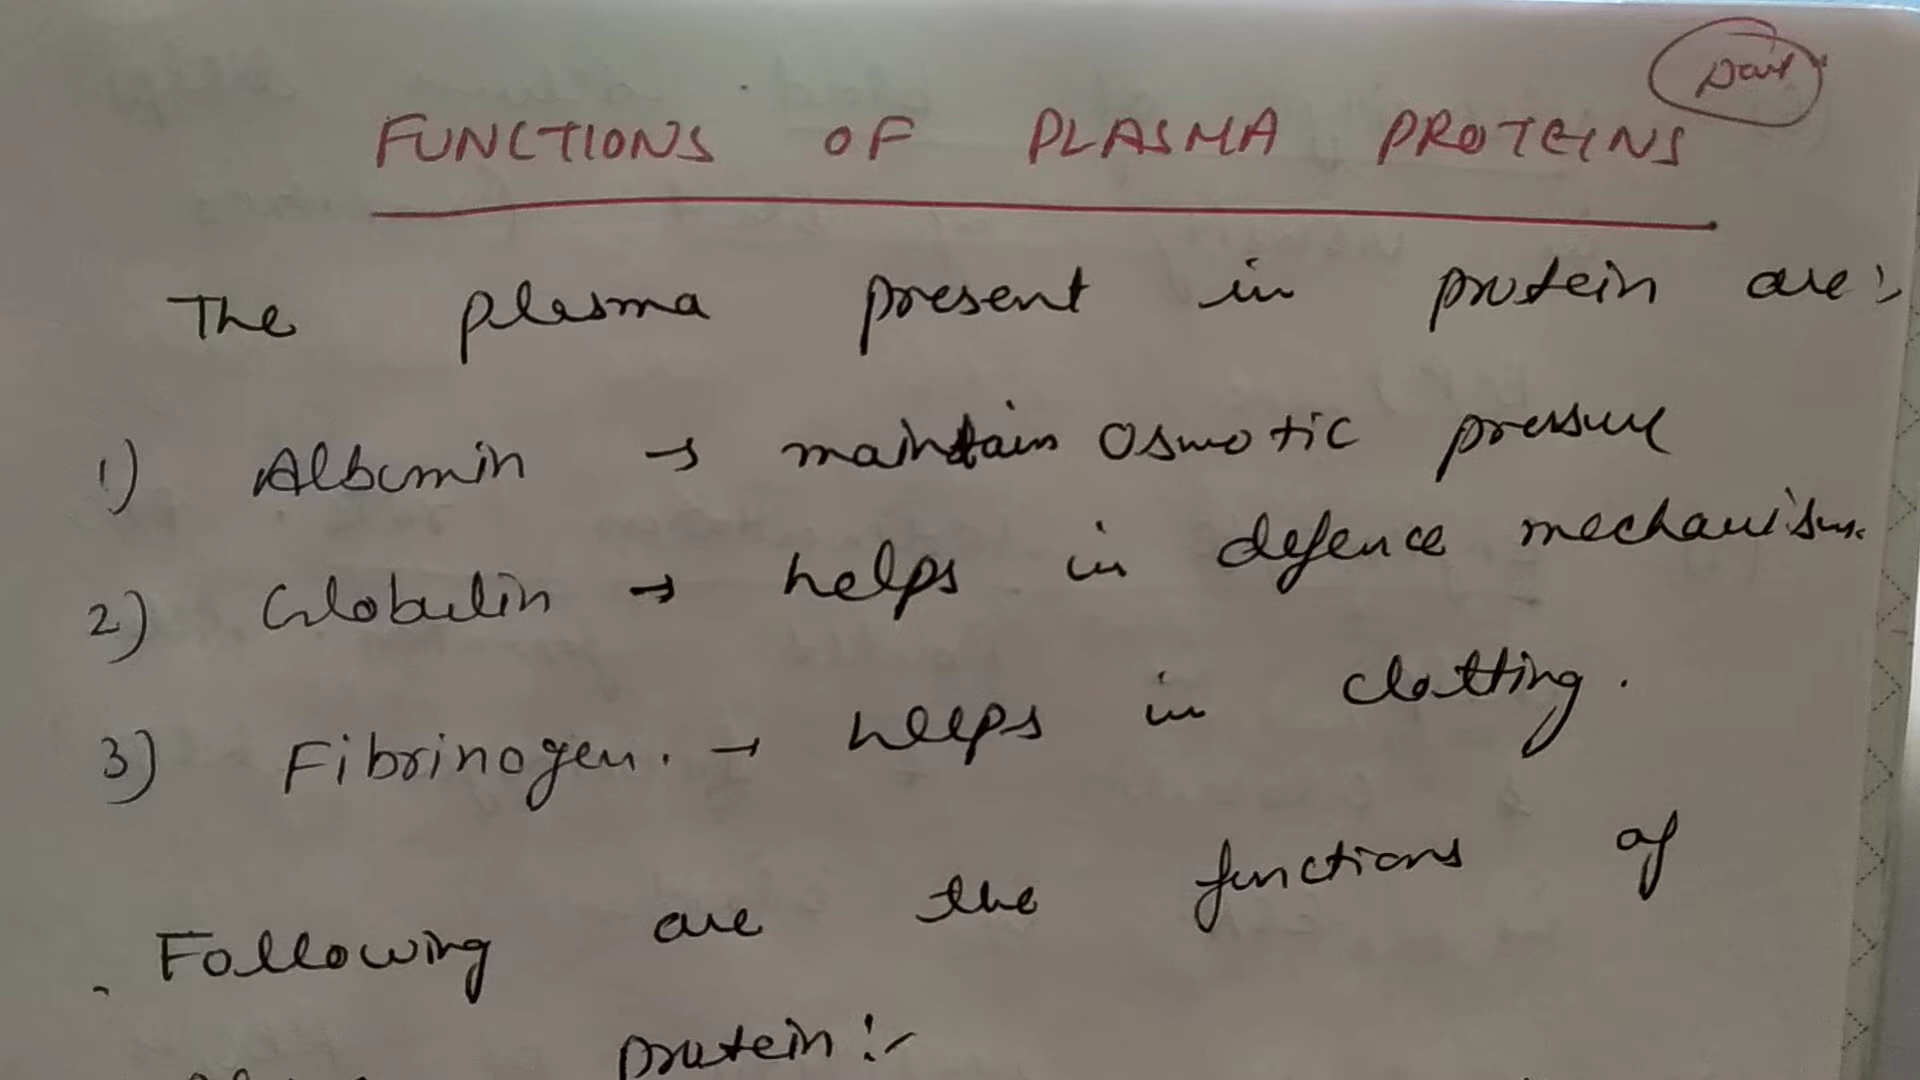 FUNCTIONS OF PLASMA PROTEINS
The plasma present in protein are:
1) Albumin → maintain osmotic pressure
2) Globulin → helps in defence mechanism.
3) Fibrinogen. → helps in clotting.
Following are the functions of
protein :-